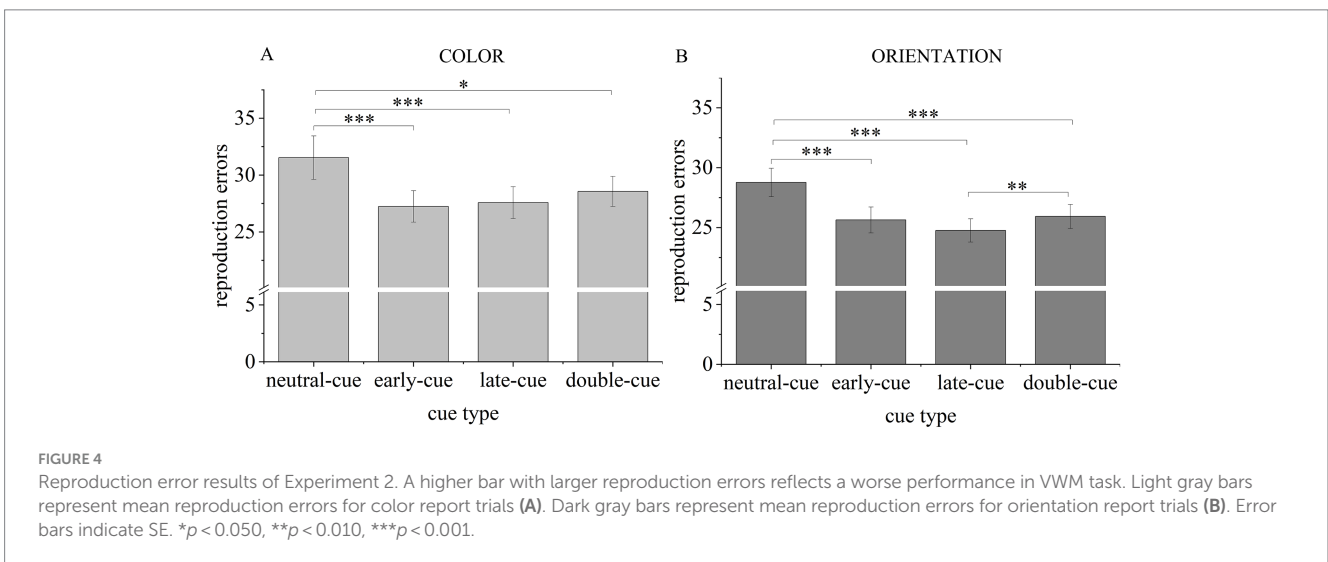 A COLOR
* 
***
***
35
30
25
5
0
reproduction errors
neutral-cue early-cue late-cue double-cue
cue type
B ORIENTATION
***
***
***
**
35
30
25
5
0
reproduction errors
neutral-cue early-cue late-cue double-cue
cue type
FIGURE 4
Reproduction error results of Experiment 2. A higher bar with larger reproduction errors reflects a worse performance in VWM task. Light gray bars
represent mean reproduction errors for color report trials (A). Dark gray bars represent mean reproduction errors for orientation report trials (B). Error
bars indicate SE. *p < 0.050, **p < 0.010, ***p < 0.001.